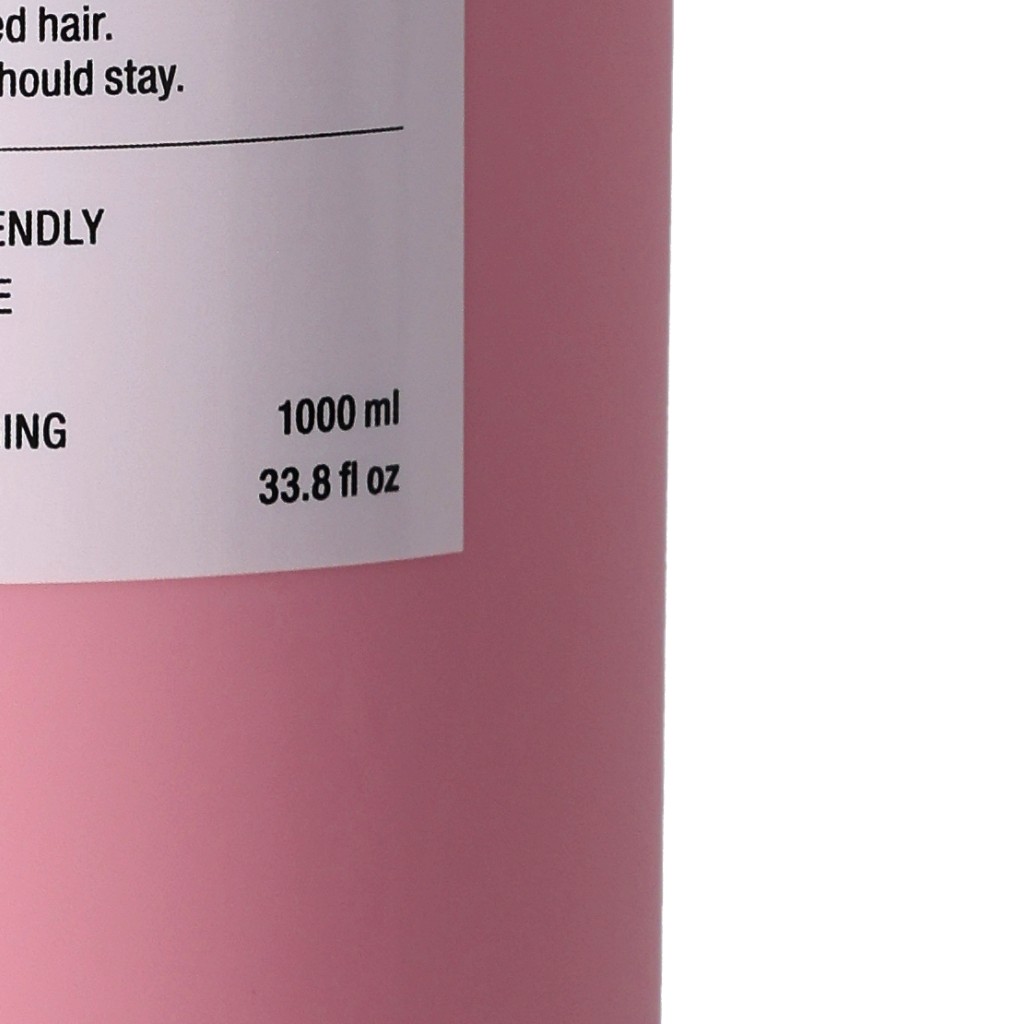 ed hair.
hould stay.
ENDLY
E
ING
1000 ml
33.8 fl oz